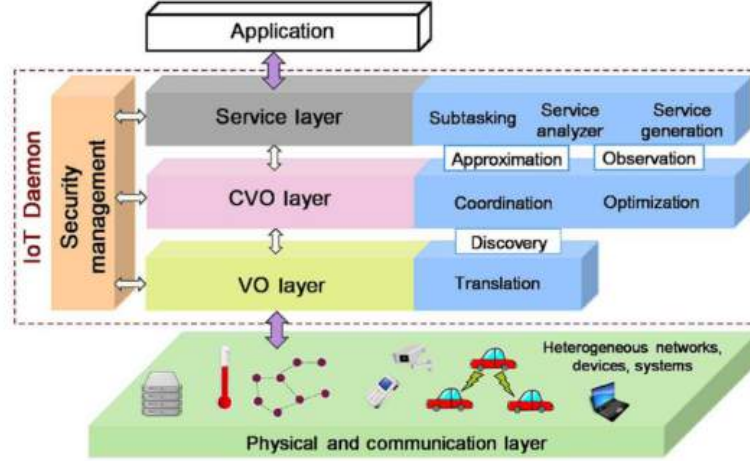 Application
IoT Daemon
Security
management
Service layer
Subtasking
Service
analyzer
Service
generation
Approximation
Observation
CVO layer
Coordination
Optimization
Discovery
VO layer
Translation
Heterogeneous networks,
devices, systems
Physical and communication layer